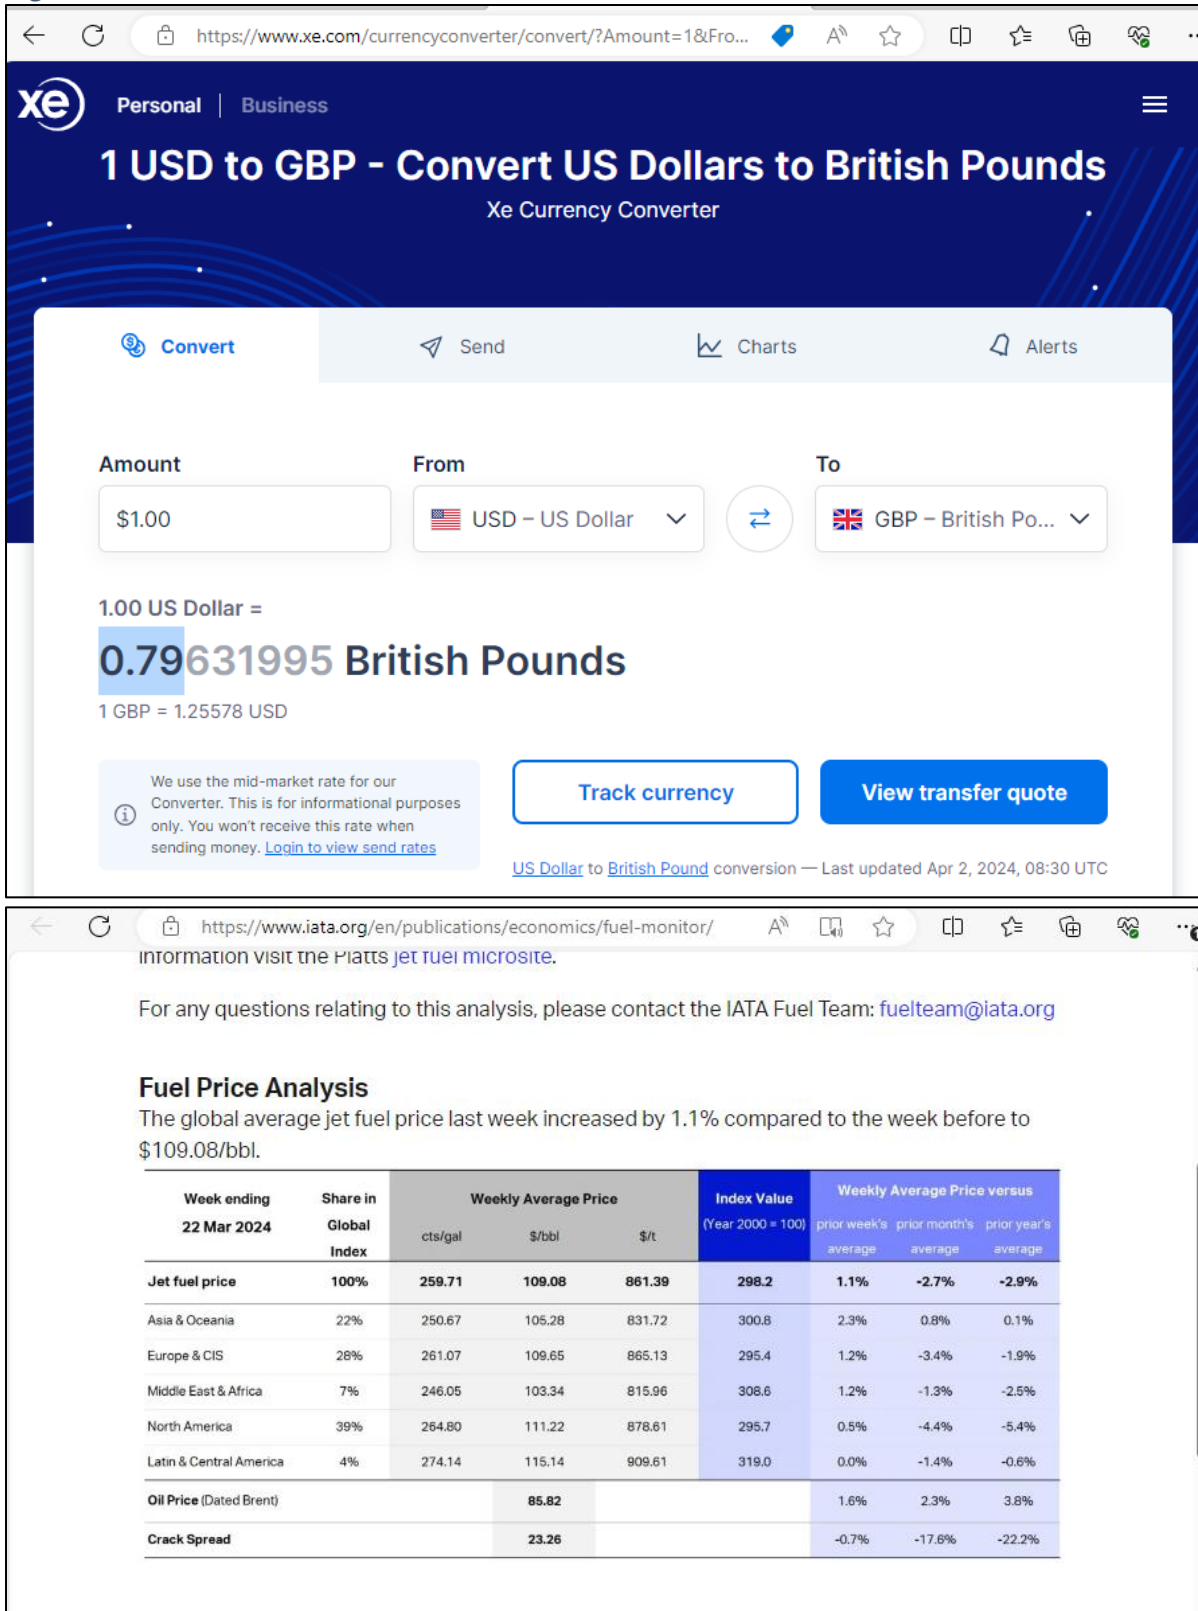 https://www.xe.com/currencyconverter/convert/?Amount=1&Fro...
xe Personal | Business
1 USD to GBP - Convert US Dollars to British Pounds
Xe Currency Converter
Convert Send Charts Alerts
Amount From To
$1.00 USD – US Dollar GBP – British Po...
1.00 US Dollar =
0.79631995 British Pounds
1 GBP = 1.25578 USD
We use the mid-market rate for our
Converter. This is for informational purposes
only. You won't receive this rate when
sending money. Login to view send rates
Track currency View transfer quote
US Dollar to British Pound conversion — Last updated Apr 2, 2024, 08:30 UTC
https://www.iata.org/en/publications/economics/fuel-monitor/
information visit the Platts jet fuel microsite.
For any questions relating to this analysis, please contact the IATA Fuel Team: fuelteam@iata.org
Fuel Price Analysis
The global average jet fuel price last week increased by 1.1% compared to the week before to
$109.08/bbl.
Week ending Share in Weekly Average Price Index Value Weekly Average Price versus
22 Mar 2024 Global cts/gal $/bbl $/t (Year 2000 = 100) prior week's prior month's prior year's
Index average average average
Jet fuel price 100% 259.71 109.08 861.39 298.2 1.1% -2.7% -2.9%
Asia & Oceania 22% 250.67 105.28 831.72 300.8 2.3% 0.8% 0.1%
Europe & CIS 28% 261.07 109.65 865.13 295.4 1.2% -3.4% -1.9%
Middle East & Africa 7% 246.05 103.34 815.96 308.6 1.2% -1.3% -2.5%
North America 39% 264.80 111.22 878.61 295.7 0.5% -4.4% -5.4%
Latin & Central America 4% 274.14 115.14 909.61 319.0 0.0% -1.4% -0.6%
Oil Price (Dated Brent) 85.82 1.6% 2.3% 3.8%
Crack Spread 23.26 -0.7% -17.6% -22.2%